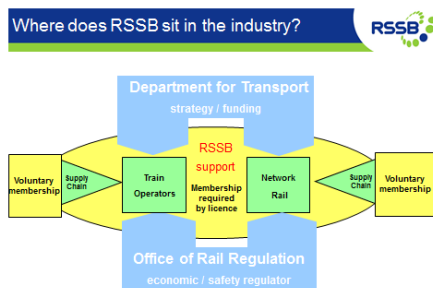 Where does RSSB sit in the industry?
RSSB
Department for Transport
strategy / funding
RSSB
support
Membership
required
by licence
Voluntary
membership
Supply
Chain
Train
Operators
Network
Rail
Supply
Chain
Voluntary
membership
Office of Rail Regulation
economic / safety regulator